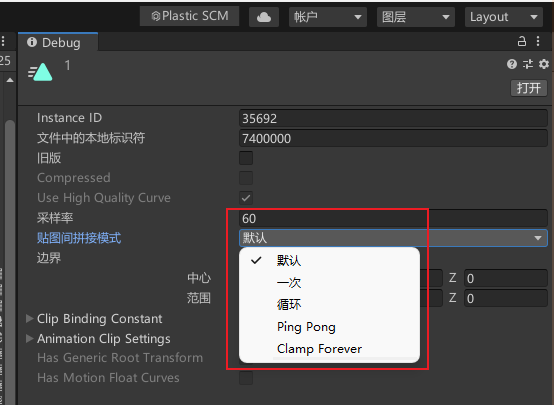 Plastic SCM 帐户 图层 Layout
Debug
25
1
打开
Instance ID 35692
文件中的本地标识符 7400000
旧版
Compressed
Use High Quality Curve
采样率 60
贴图间拼接模式 默认
边界 默认
中心 一次 Z 0
范围 循环 Z 0
Clip Binding Constant Ping Pong
Animation Clip Settings Clamp Forever
Has Generic Root Transform
Has Motion Float Curves